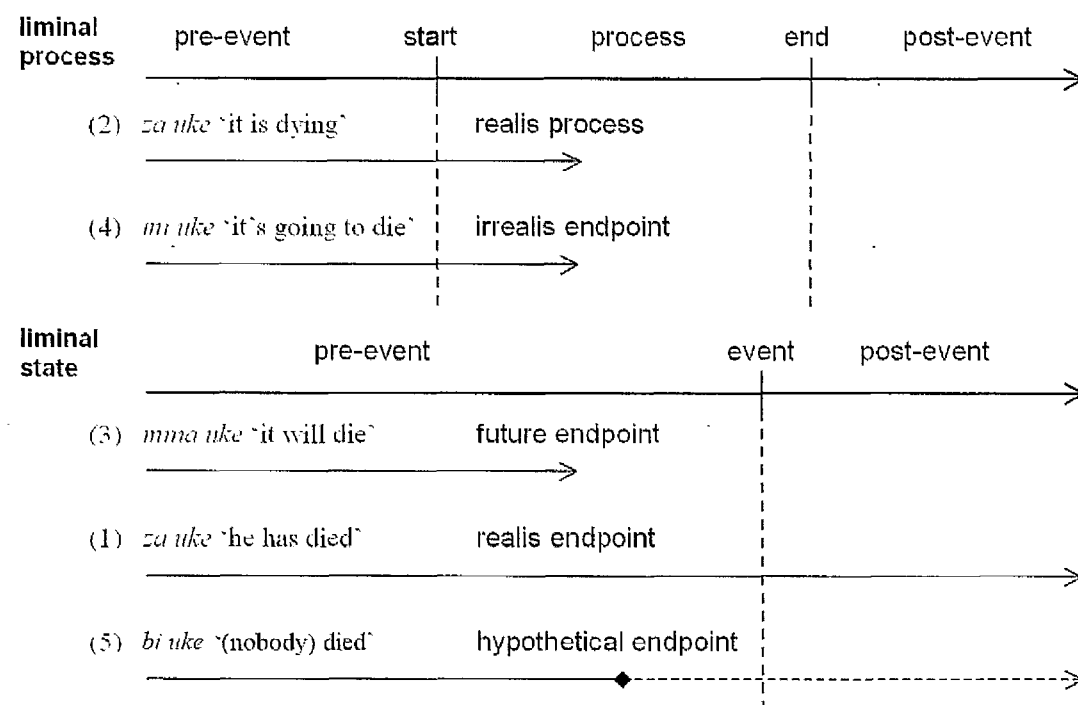 liminal process
pre-event start process end post-event
(2) za uke ‘it is dying‘ realis process
(4) mi uke ‘it‘s going to die‘ irrealis endpoint
liminal state
pre-event event post-event
(3) mma uke ‘it will die‘ future endpoint
(1) za uke ‘he has died‘ realis endpoint
(5) bi uke ‘(nobody) died‘ hypothetical endpoint